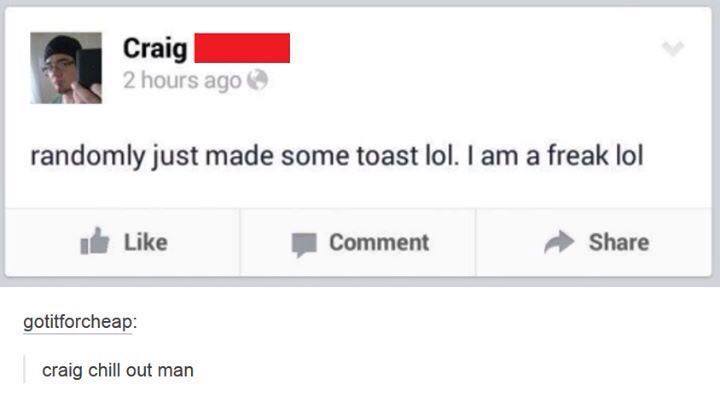 Craig
2 hours ago
randomly just made some toast lol. I am a freak lol
Like Comment Share
gotitforcheap:
craig chill out man